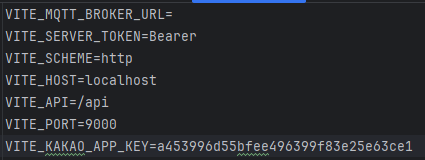 VITE_MQTT_BROKER_URL=
VITE_SERVER_TOKEN=Bearer
VITE_SCHEME=http
VITE_HOST=localhost
VITE_API=/api
VITE_PORT=9000
VITE_KAKAO_APP_KEY=a453996d55bfee496399f83e25e63ce1